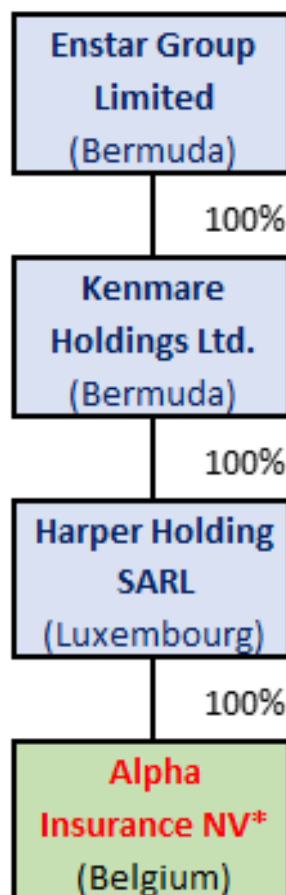 Enstar Group
Limited
(Bermuda)
100%
Kenmare
Holdings Ltd.
(Bermuda)
100%
Harper Holding
SARL
(Luxembourg)
100%
Alpha
Insurance NV*
(Belgium)